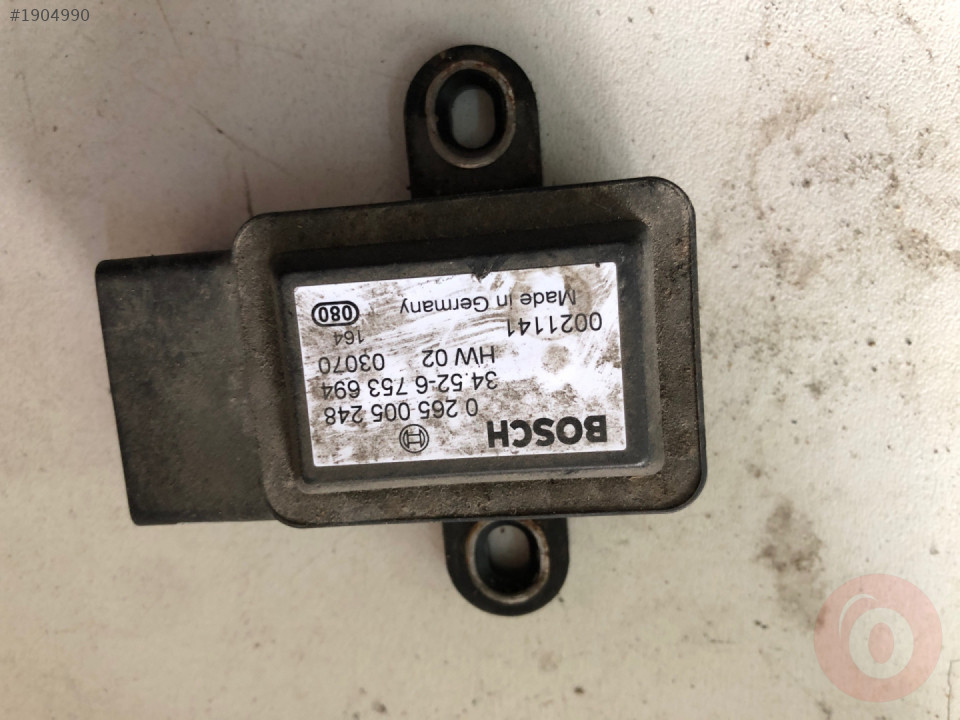 #1904990
BOSCH
0 265 005 248
34.52-6 753 694
HW 02 03070
164
0021141
Made in Germany
080